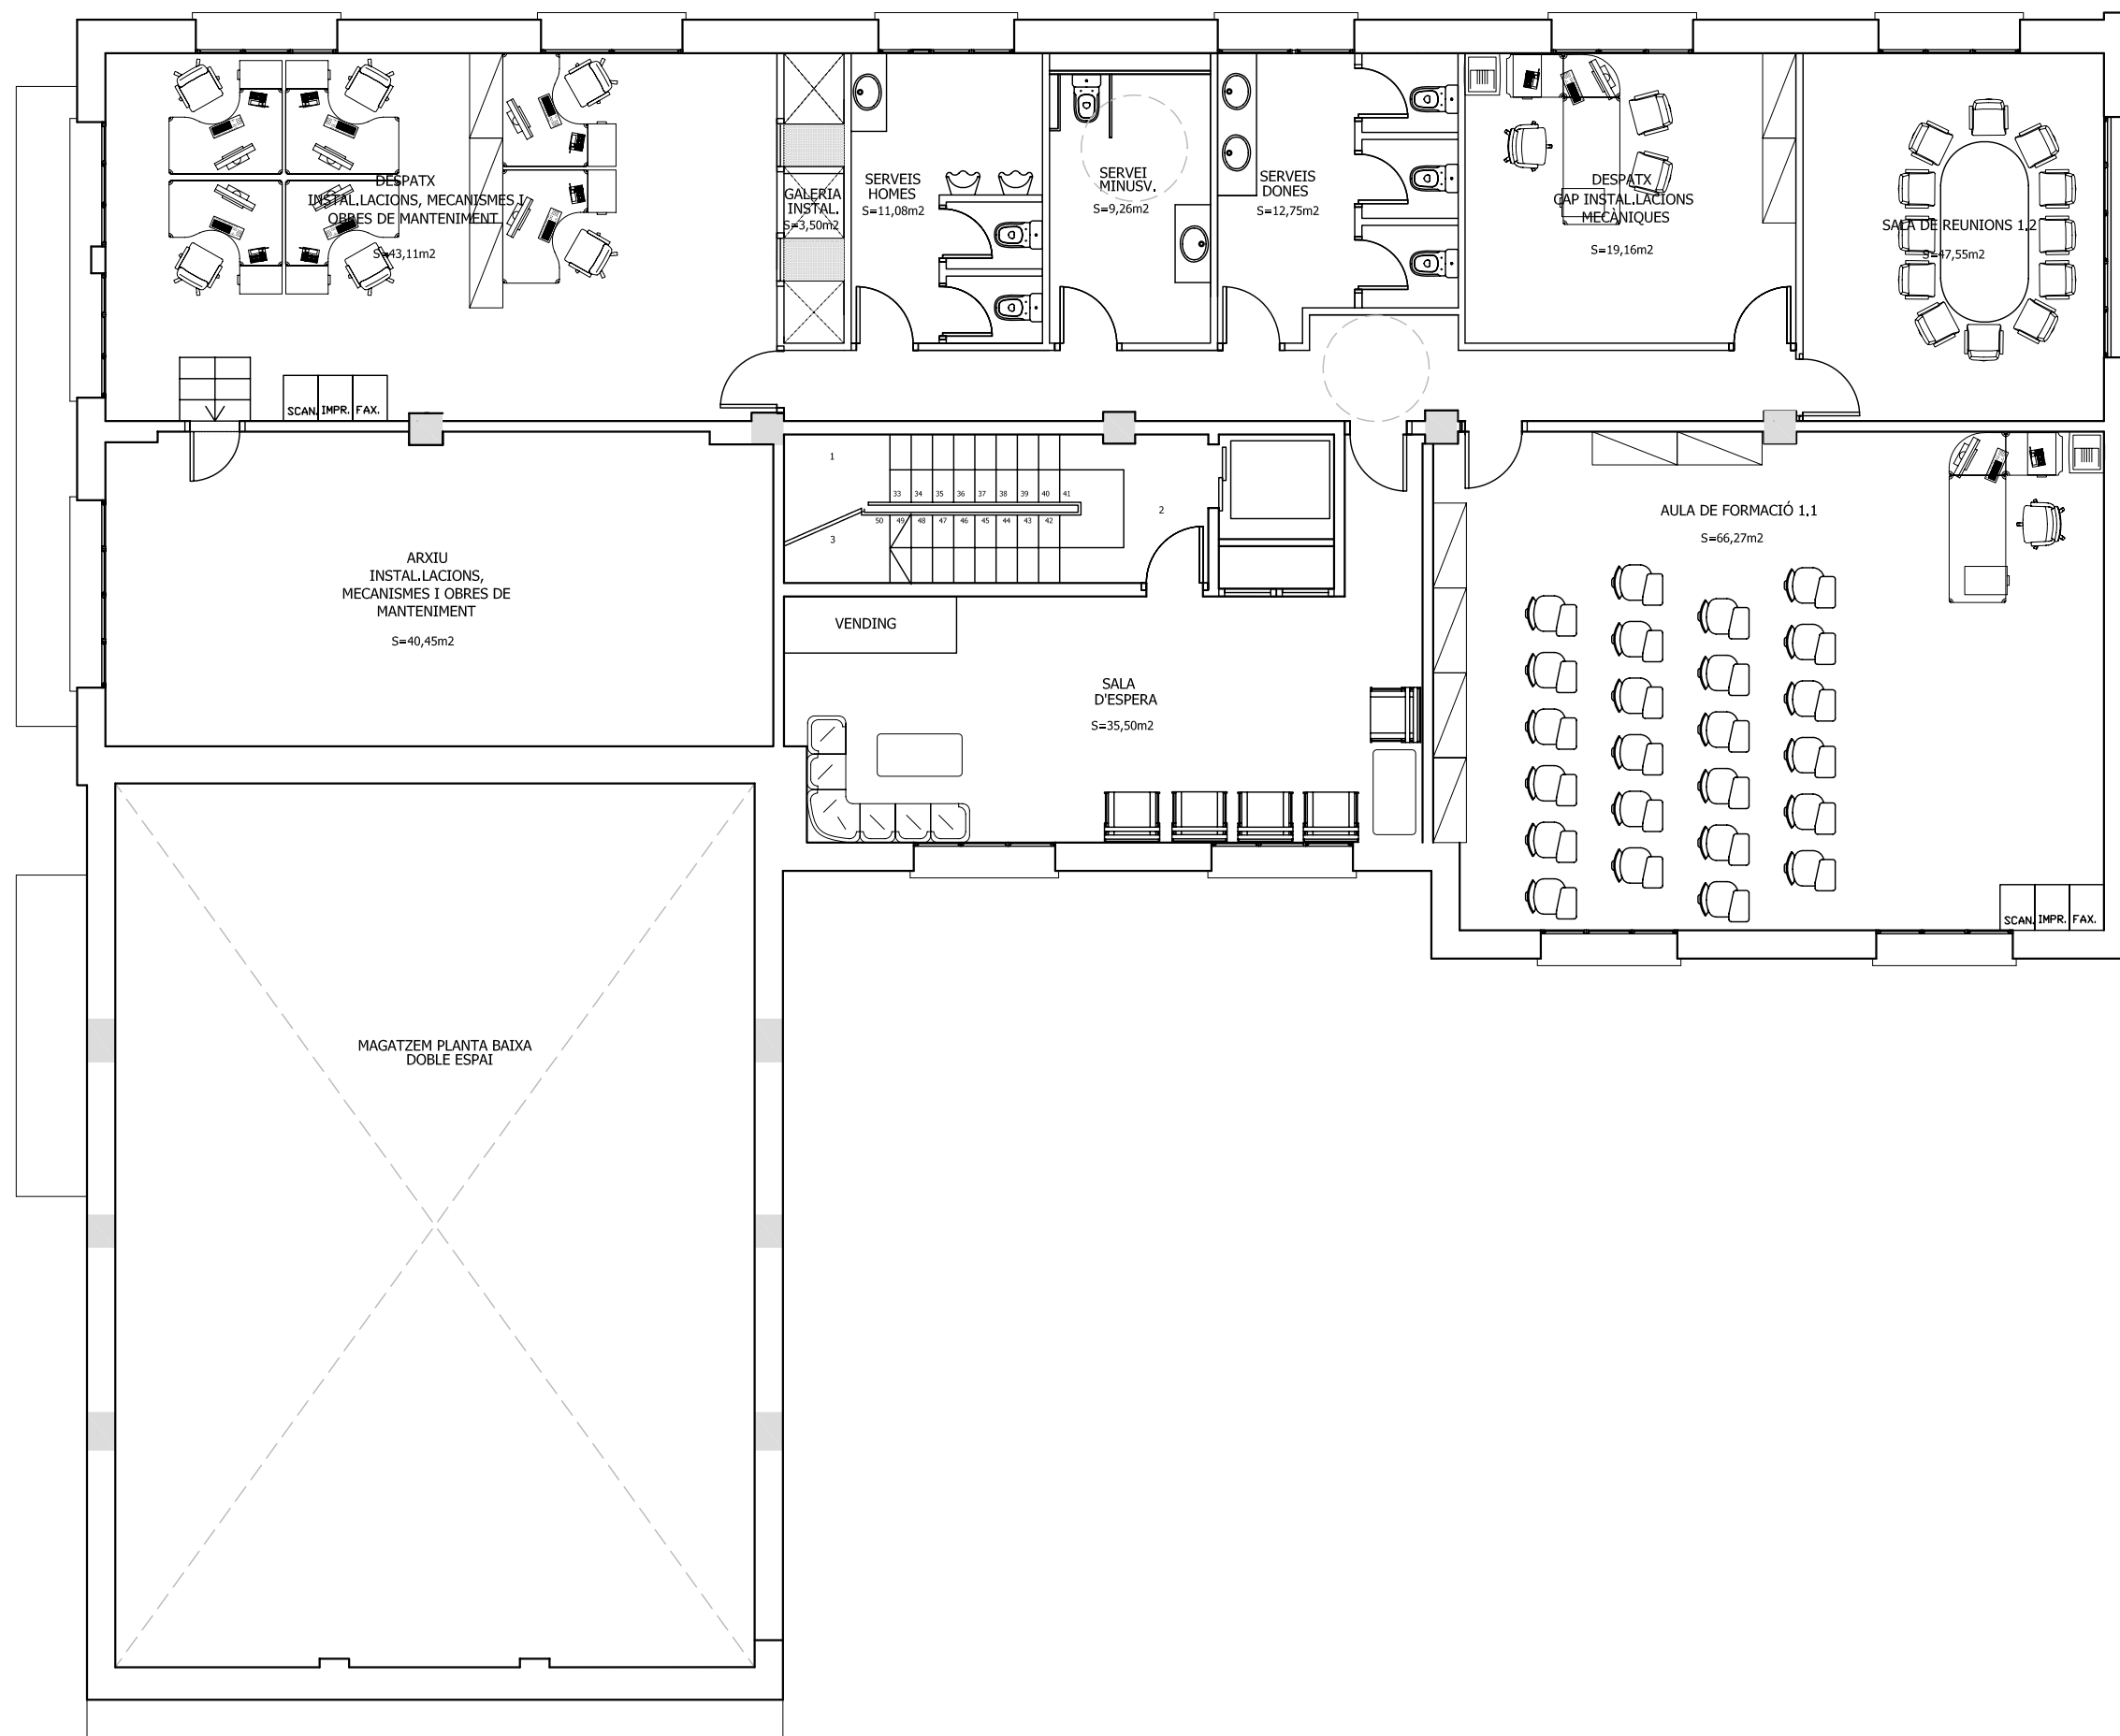 DESPATX
INSTAL.LACIONS, MECANISMES I
OBRES DE MANTENIMENT
S=43,11m2
SCAN. IMPR. FAX.
GALERIA
INSTAL.
S=3,50m2
SERVEIS
HOMES
S=11,08m2
SERVEI
MINUSV.
S=9,26m2
SERVEIS
DONES
S=12,75m2
DESPATX
CAP INSTAL.LACIONS
MECANIQUES
S=19,16m2
SALA DE REUNIONS 1.2
S=47,55m2
ARXIU
INSTAL.LACIONS,
MECANISMES I OBRES DE
MANTENIMENT
S=40,45m2
1
33 34 35 36 37 38 39 40 41
50 49 48 47 46 45 44 43 42
2
3
VENDING
SALA
D'ESPERA
S=35,50m2
AULA DE FORMACIÓ 1.1
S=66,27m2
SCAN. IMPR. FAX.
MAGATZEM PLANTA BAIXA
DOBLE ESPAI